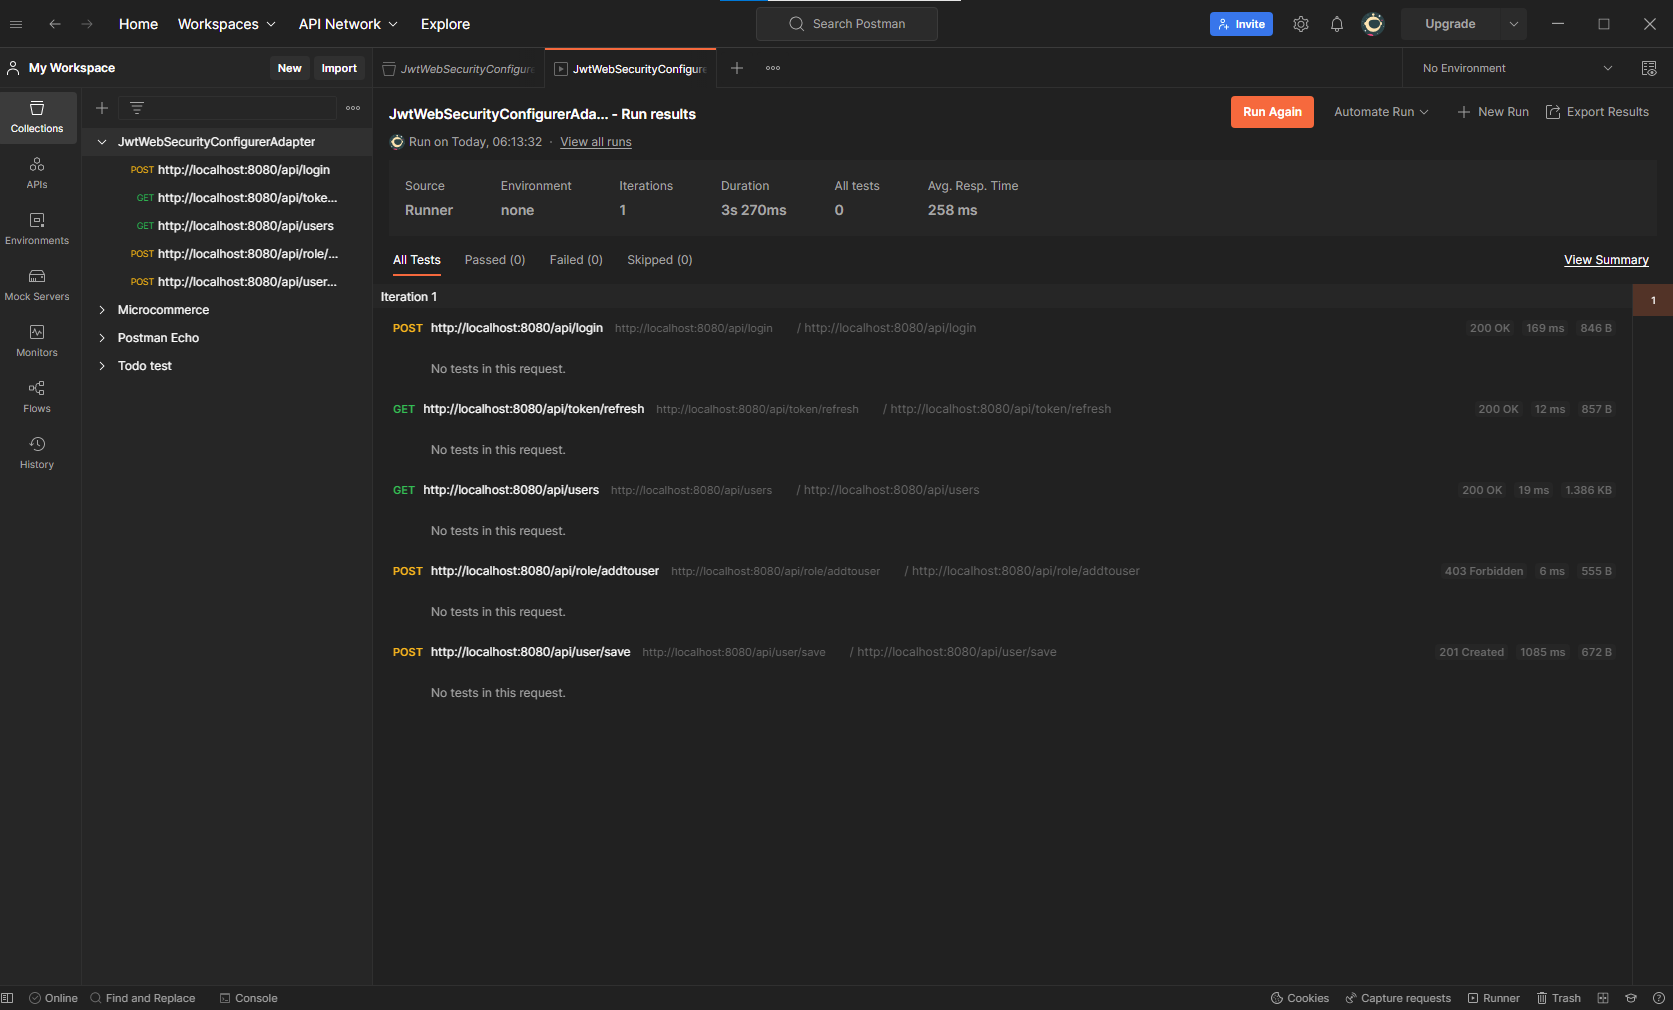 Home Workspaces API Network Explore Search Postman Invite Upgrade
My Workspace New Import JwtWebSecurityConfigure JwtWebSecurityConfigure No Environment
Collections
APIs
Environments
Mock Servers
Monitors
Flows
History
JwtWebSecurityConfigurerAdapter
POST http://localhost:8080/api/login
GET http://localhost:8080/api/toke...
GET http://localhost:8080/api/users
POST http://localhost:8080/api/role/...
POST http://localhost:8080/api/user...
Microcommerce
Postman Echo
Todo test
JwtWebSecurityConfigurerAda... - Run results Run Again Automate Run New Run Export Results
Run on Today, 06:13:32 · View all runs
Source Environment Iterations Duration All tests Avg. Resp. Time
Runner none 1 3s 270ms 0 258 ms
All Tests Passed (0) Failed (0) Skipped (0) View Summary
Iteration 1 1
POST http://localhost:8080/api/login http://localhost:8080/api/login / http://localhost:8080/api/login 200 OK 169 ms 846 B
No tests in this request.
GET http://localhost:8080/api/token/refresh http://localhost:8080/api/token/refresh / http://localhost:8080/api/token/refresh 200 OK 12 ms 857 B
No tests in this request.
GET http://localhost:8080/api/users http://localhost:8080/api/users / http://localhost:8080/api/users 200 OK 19 ms 1.386 KB
No tests in this request.
POST http://localhost:8080/api/role/addtouser http://localhost:8080/api/role/addtouser / http://localhost:8080/api/role/addtouser 403 Forbidden 6 ms 555 B
No tests in this request.
POST http://localhost:8080/api/user/save http://localhost:8080/api/user/save / http://localhost:8080/api/user/save 201 Created 1085 ms 672 B
No tests in this request.
Online Find and Replace Console Cookies Capture requests Runner Trash